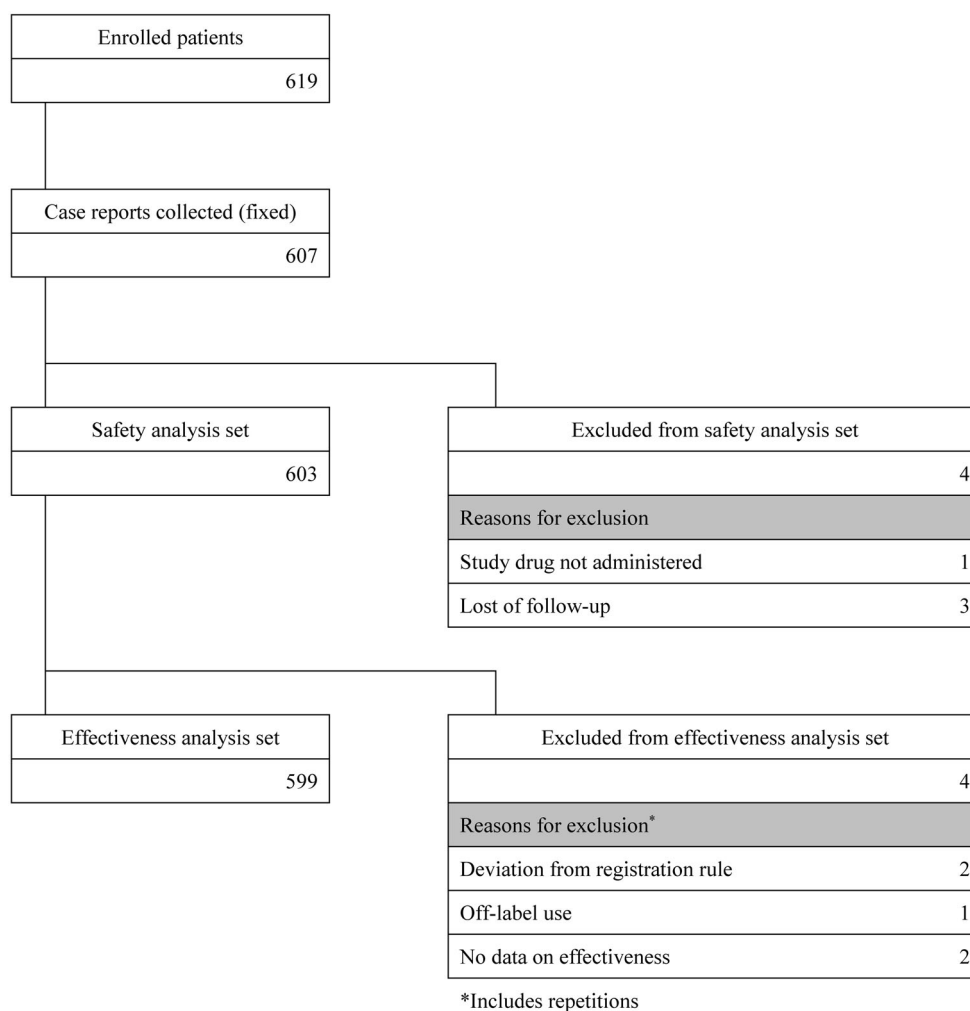 Enrolled patients
619
Case reports collected (fixed)
607
Safety analysis set
603
Excluded from safety analysis set
4
Reasons for exclusion
Study drug not administered 1
Lost of follow-up 3
Effectiveness analysis set
599
Excluded from effectiveness analysis set
4
Reasons for exclusion*
Deviation from registration rule 2
Off-label use 1
No data on effectiveness 2
*Includes repetitions